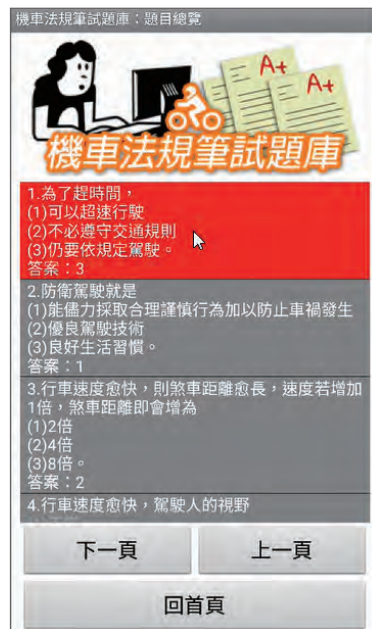 機車法規筆試題庫：題目總覽
A+
A+
機車法規筆試題庫
1.為了趕時間，
(1)可以超速行駛
(2)不必遵守交通規則
(3)仍要依規定駕駛。
答案：3
2.防衛駕駛就是
(1)能儘力採取合理謹慎行為加以防止車禍發生
(2)優良駕駛技術
(3)良好生活習慣。
答案：1
3.行車速度愈快，則煞車距離愈長，速度若增加
1倍，煞車距離即會增為
(1)2倍
(2)4倍
(3)8倍。
答案：2
4.行車速度愈快，駕駛人的視野
下一頁
上一頁
回首頁